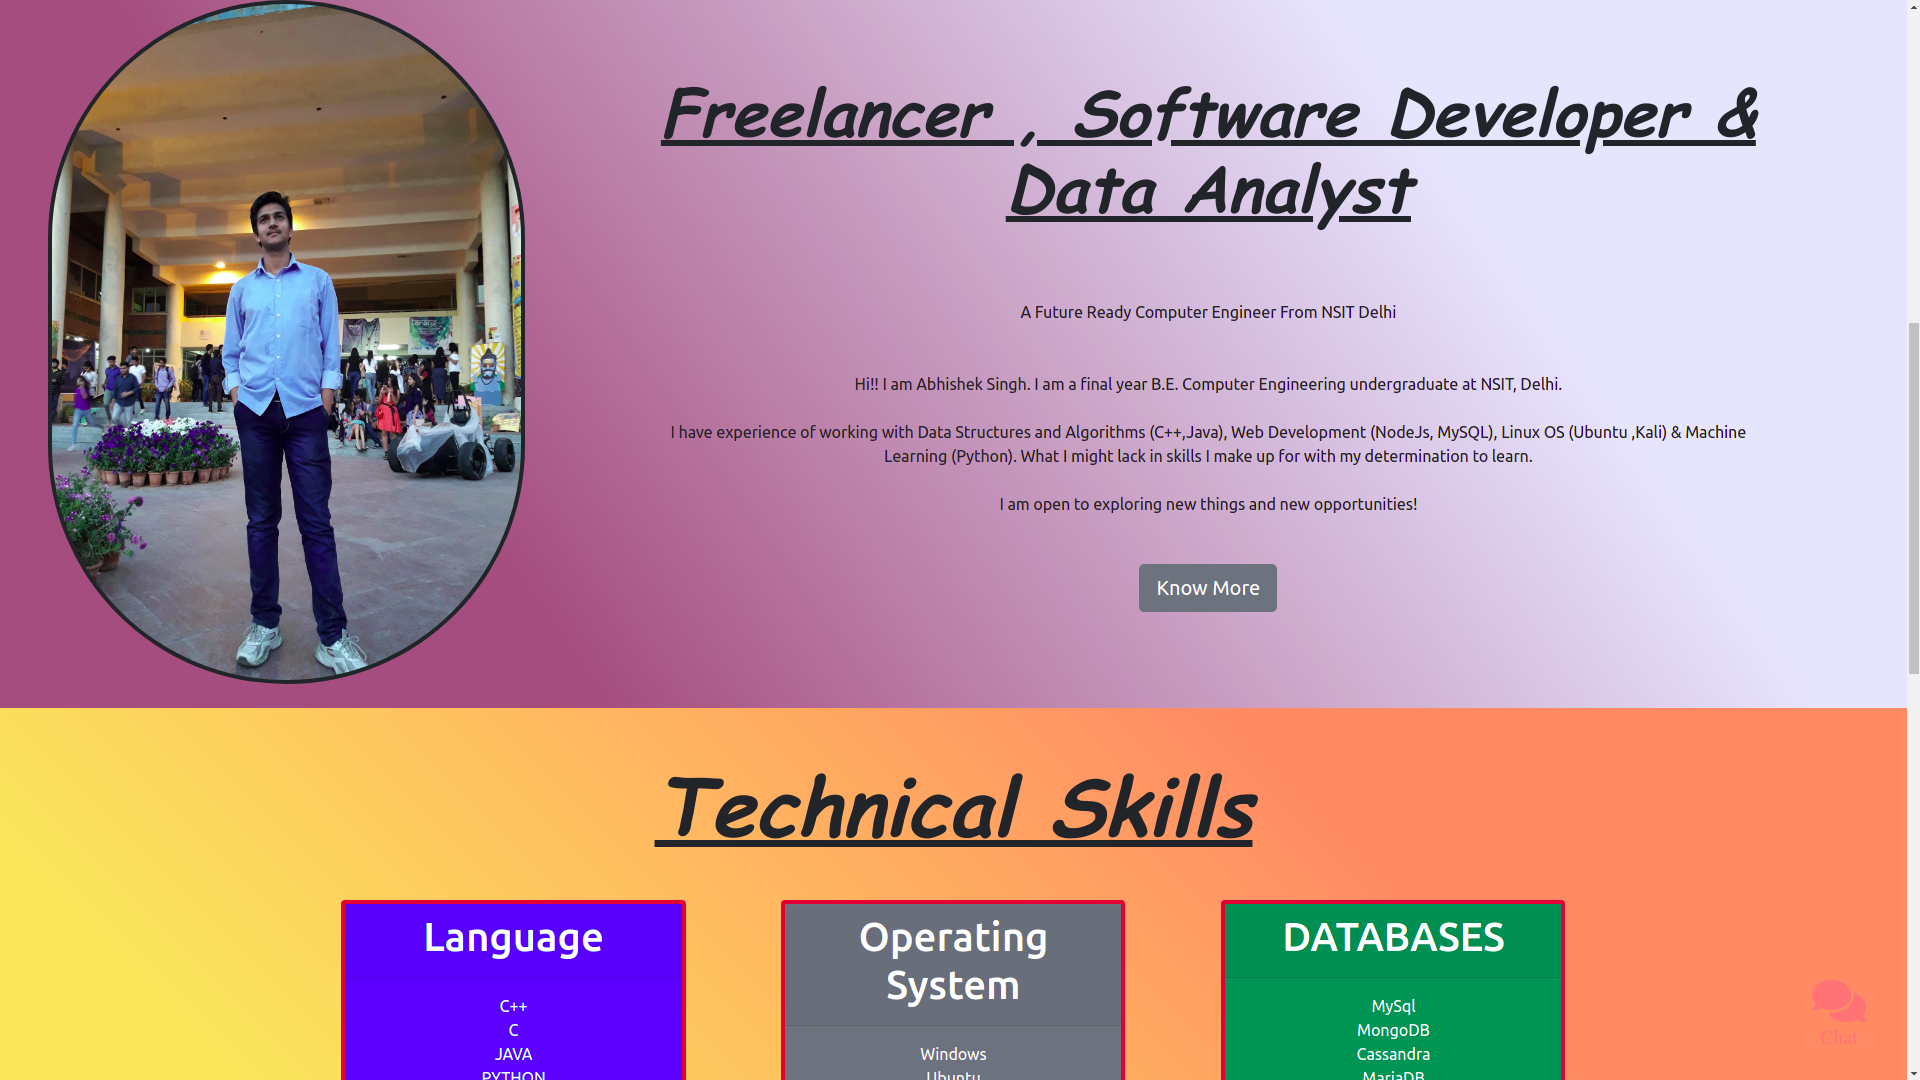 Freelancer , Software Developer &
Data Analyst
A Future Ready Computer Engineer From NSIT Delhi
Hi!! I am Abhishek Singh. I am a final year B.E. Computer Engineering undergraduate at NSIT, Delhi.
I have experience of working with Data Structures and Algorithms (C++,Java), Web Development (NodeJs, MySQL), Linux OS (Ubuntu ,Kali) & Machine
Learning (Python). What I might lack in skills I make up for with my determination to learn.
I am open to exploring new things and new opportunities!
Know More
Technical Skills
Language
C++
C
JAVA
PYTHON
Operating
System
Windows
Ubuntu
DATABASES
MySql
MongoDB
Cassandra
MariaDB
Chat